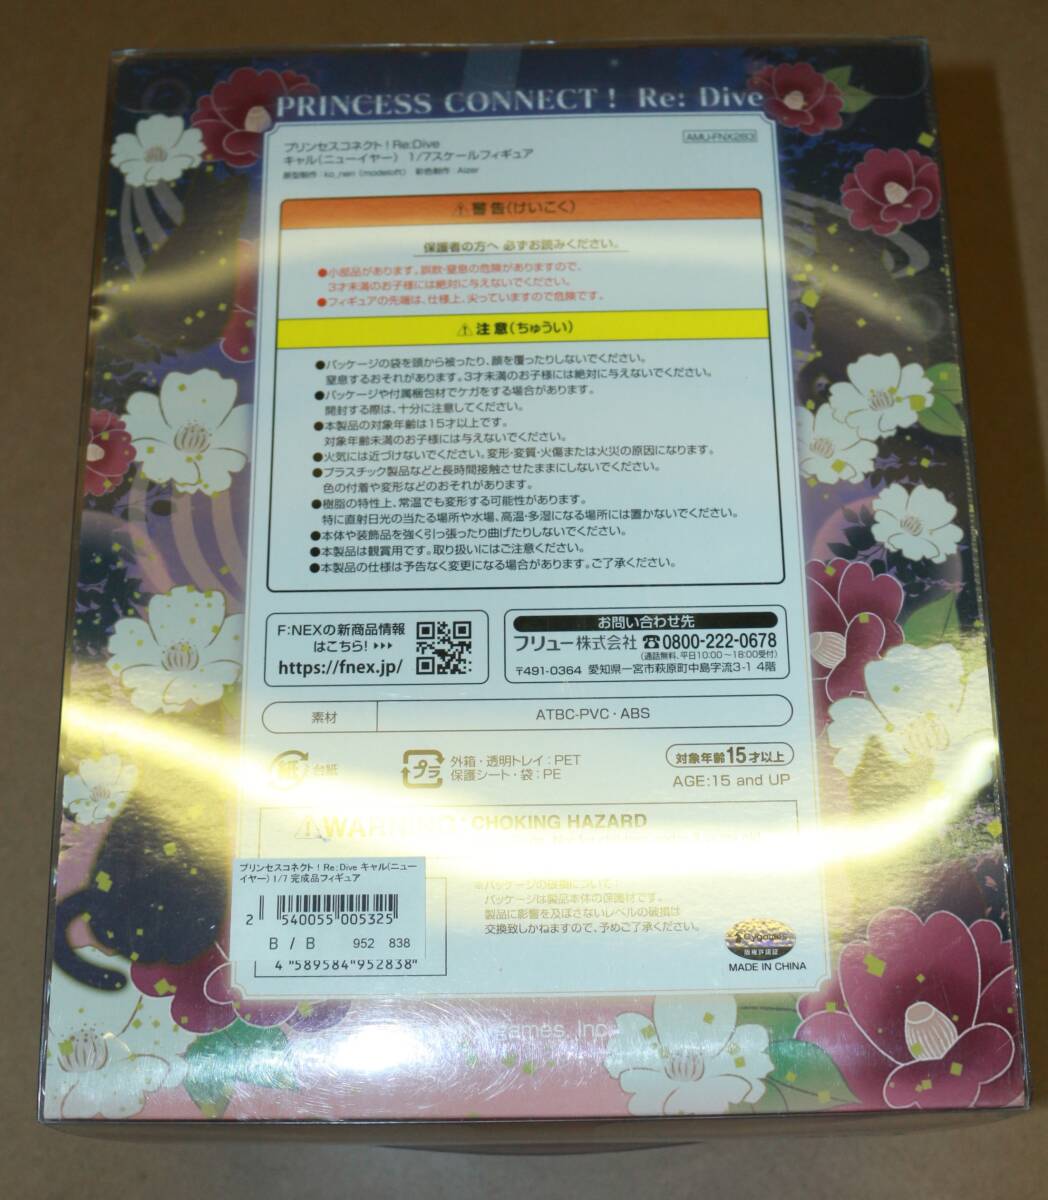 PRINCESS CONNECT! Re: Dive
プリンセスコネクト！Re:Dive
AMU-FNX263
キャル（ニューイヤー） 1/7スケールフィギュア
原型制作：ko_nen（modeloft） 彩色制作：Aizer
⚠警告（けいこく）
保護者の方へ 必ずお読みください。
●小部品があります。誤飲・窒息の危険がありますので、
3才未満のお子様には絶対に与えないでください。
●フィギュアの先端は、仕様上、尖っていますので危険です。
⚠注意（ちゅうい）
●パッケージの袋を頭から被ったり、顔を覆ったりしないでください。
窒息するおそれがあります。3才未満のお子様には絶対に与えないでください。
●パッケージや付属梱包材でケガをする場合があります。
開封する際は、十分に注意してください。
●本製品の対象年齢は15才以上です。
対象年齢未満のお子様には与えないでください。
●火気には近づけないでください。変形・変質・火傷または火災の原因になります。
●プラスチック製品などと長時間接触させたままにしないでください。
色の付着や変形などのおそれがあります。
●樹脂の特性上、常温でも変形する可能性があります。
特に直射日光の当たる場所や水場、高温・多湿になる場所には置かないでください。
●本体や装飾品を強く引っ張ったり曲げたりしないでください。
●本製品は観賞用です。取り扱いにはご注意ください。
●本製品の仕様は予告なく変更になる場合があります。ご了承ください。
F:NEXの新商品情報
はこちら！▶▶▶
https://fnex.jp/
お問い合わせ先
フリュー株式会社 ☎0800-222-0678
（通話無料、平日10:00～18:00受付）
〒491-0364 愛知県一宮市萩原町中島字流3-1 4階
素材 ATBC-PVC・ABS
紙 台紙
プラ 外箱・透明トレイ：PET
保護シート・袋：PE
対象年齢15才以上
AGE:15 and UP
⚠WARNING: CHOKING HAZARD
プリンセスコネクト！Re:Dive キャル(ニュー
イヤー) 1/7 完成品フィギュア
2 540055 005325
B / B 952 838
4 589584 952838
※パッケージの破損について：
パッケージは製品本体の保護材です。
製品に影響を及ぼさないレベルの破損は
交換致しかねますので、予めご了承ください。
Cygames
版権許諾証
MADE IN CHINA
games, Inc.